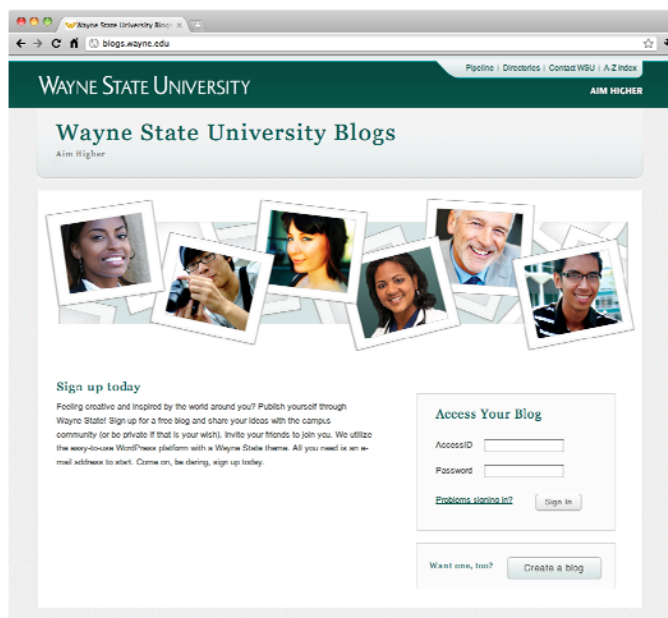 Wayne State University Blogs
blogs.wayne.edu
Pipeline | Directories | Contact WSU | A-Z Index
WAYNE STATE UNIVERSITY
AIM HIGHER
Wayne State University Blogs
Aim Higher
Sign up today
Feeling creative and inspired by the world around you? Publish yourself through
Wayne State! Sign up for a free blog and share your ideas with the campus
community (or be private if that is your wish). Invite your friends to join you. We utilize
the easy-to-use WordPress platform with a Wayne State theme. All you need is an e-
mail address to start. Come on, be daring, sign up today.
Access Your Blog
AccessID
Password
Problems signing in?
Sign In
Want one, too?
Create a blog